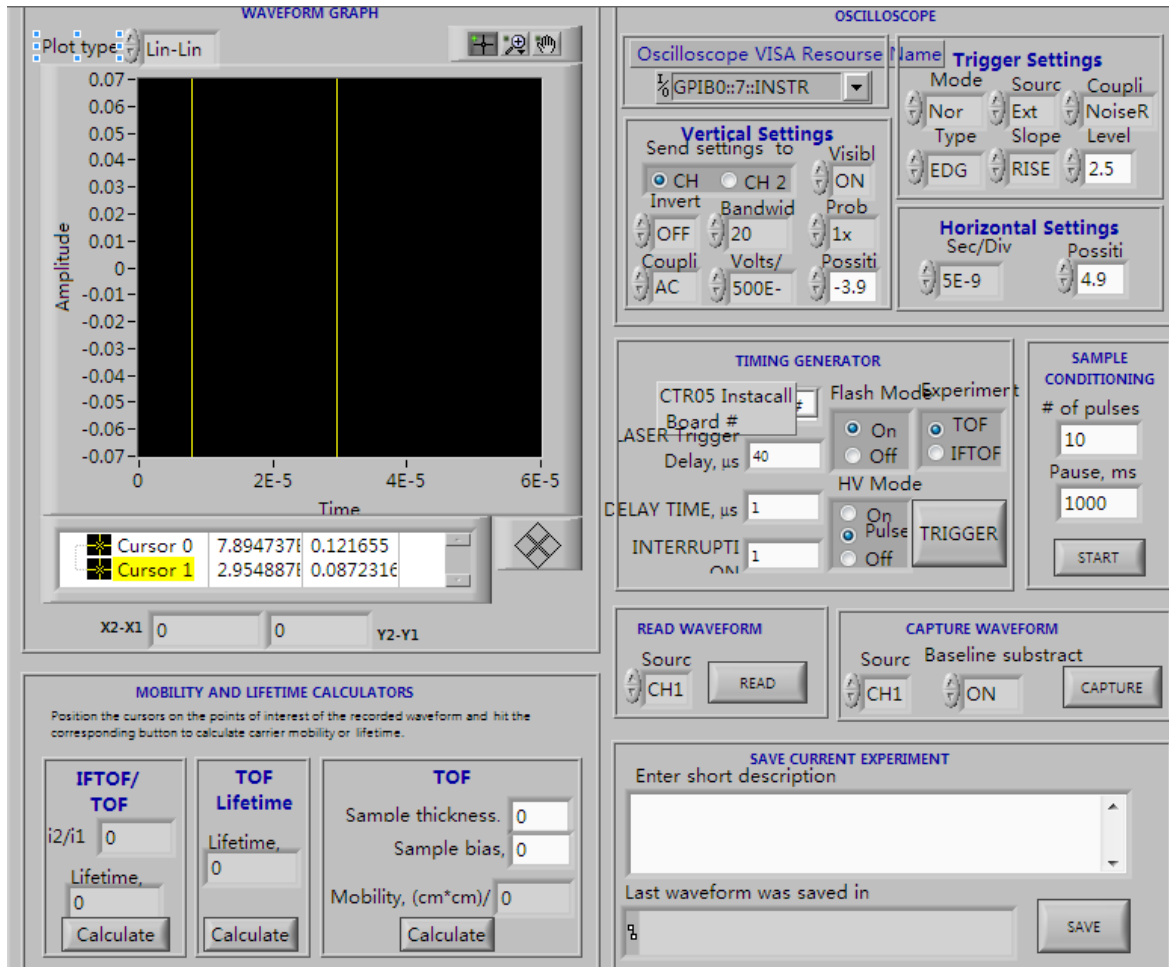 WAVEFORM GRAPH
Plot type
Lin-Lin
0.07
0.06
0.05
0.04
0.03
0.02
0.01
0
-0.01
-0.02
-0.03
-0.04
-0.05
-0.06
-0.07
Amplitude
0 2E-5 4E-5 6E-5
Time
Cursor 0 7.894737E 0.121655
Cursor 1 2.954887E 0.0872316
X2-X1 0 0 Y2-Y1
MOBILITY AND LIFETIME CALCULATORS
Position the cursors on the points of interest of the recorded waveform and hit the
corresponding button to calculate carrier mobility or lifetime.
IFTOF/
TOF
i2/i1 0
Lifetime,
0
Calculate
TOF
Lifetime
Lifetime,
0
Calculate
TOF
Sample thickness. 0
Sample bias, 0
Mobility, (cm*cm)/ 0
Calculate
OSCILLOSCOPE
Oscilloscope VISA Resourse Name
GPIB0::7::INSTR
Vertical Settings
Send settings to Visibl
CH CH 2 ON
Invert Bandwid Prob
OFF 20 1x
Coupli Volts/ Possiti
AC 500E- -3.9
Trigger Settings
Mode Sourc Coupli
Nor Ext NoiseR
Type Slope Level
EDG RISE 2.5
Horizontal Settings
Sec/Div Possiti
5E-9 4.9
TIMING GENERATOR
CTR05 Instacall
Board #
#
LASER Trigger
Delay, µs 40
DELAY TIME, µs 1
INTERRUPTI
ON
1
Flash Mode
On
Off
Experiment
TOF
IFTOF
HV Mode
On
Pulse
Off
TRIGGER
SAMPLE
CONDITIONING
# of pulses
10
Pause, ms
1000
START
READ WAVEFORM
Sourc
CH1
READ
CAPTURE WAVEFORM
Sourc Baseline substract
CH1 ON
CAPTURE
SAVE CURRENT EXPERIMENT
Enter short description
Last waveform was saved in
SAVE